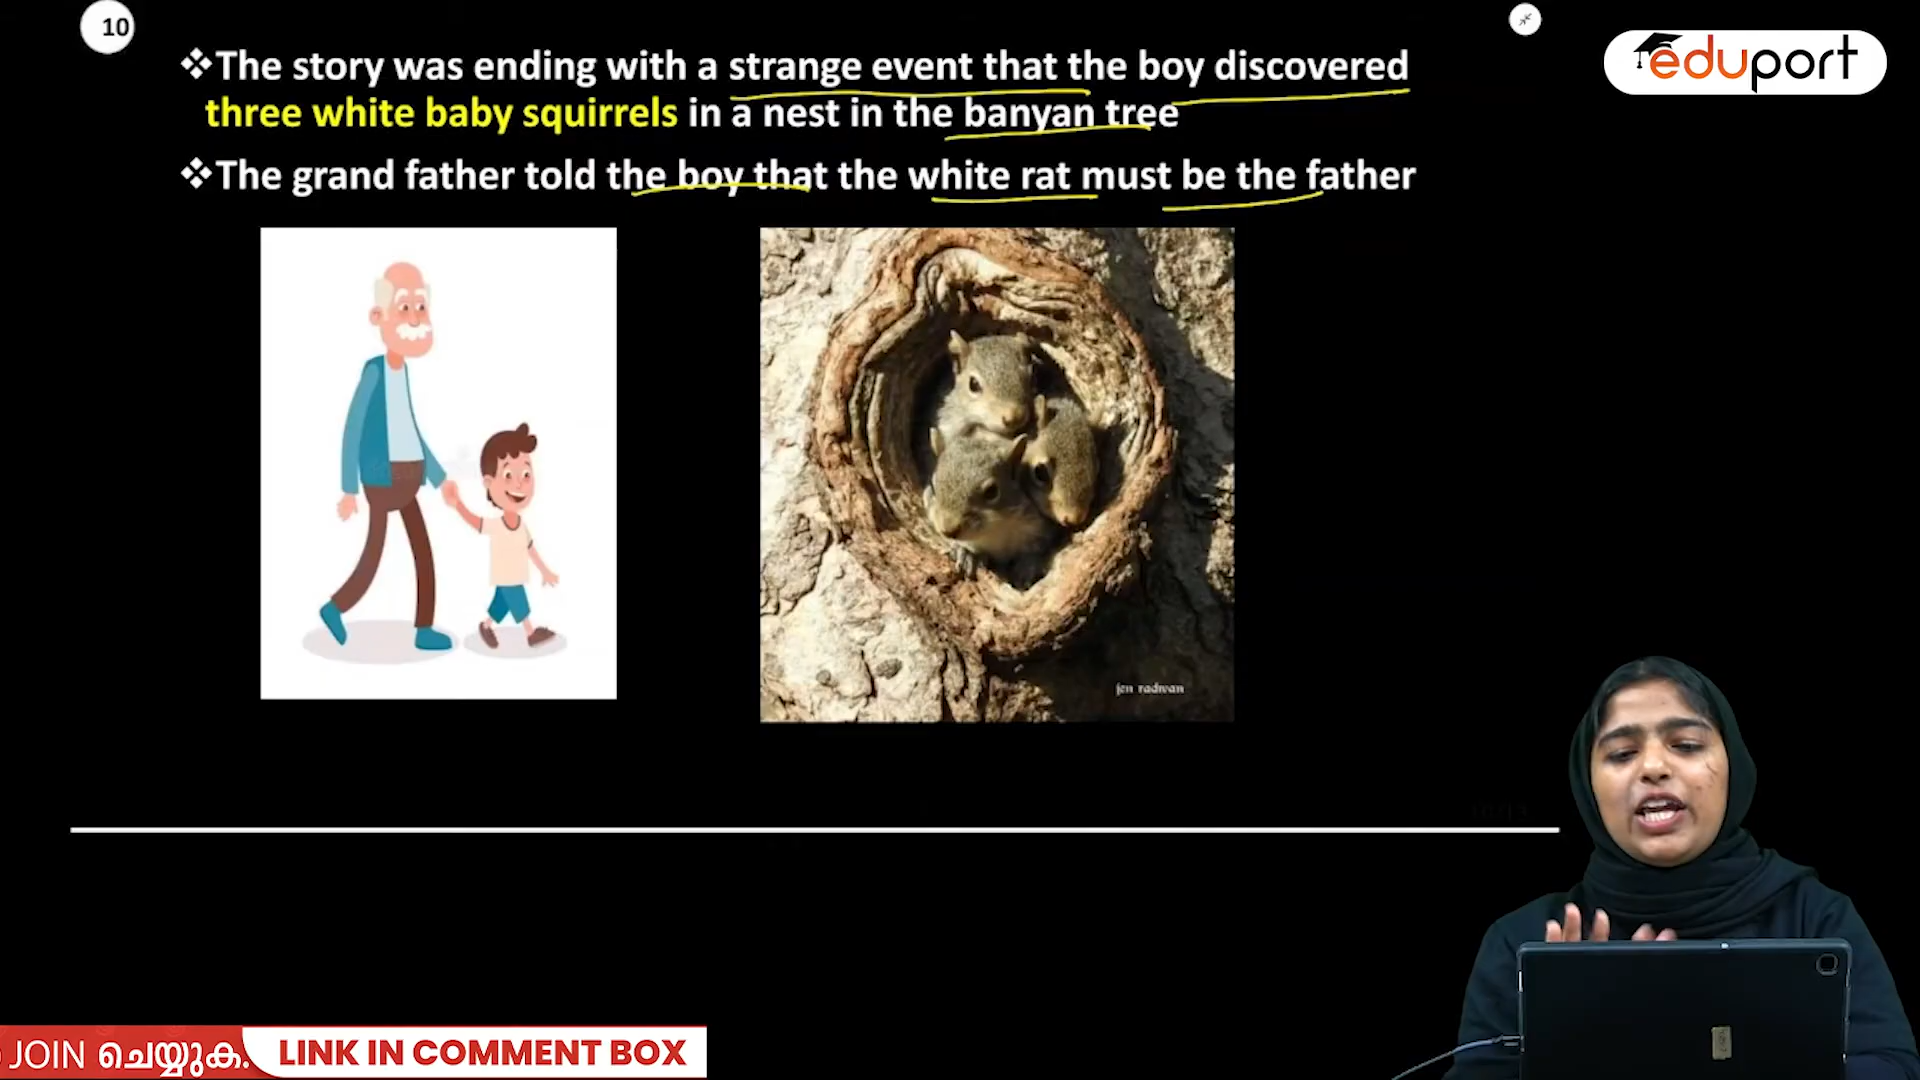 10
eduport
❖The story was ending with a strange event that the boy discovered
three white baby squirrels in a nest in the banyan tree
❖The grand father told the boy that the white rat must be the father
jen radwan
JOIN ചെയ്യുക.
LINK IN COMMENT BOX